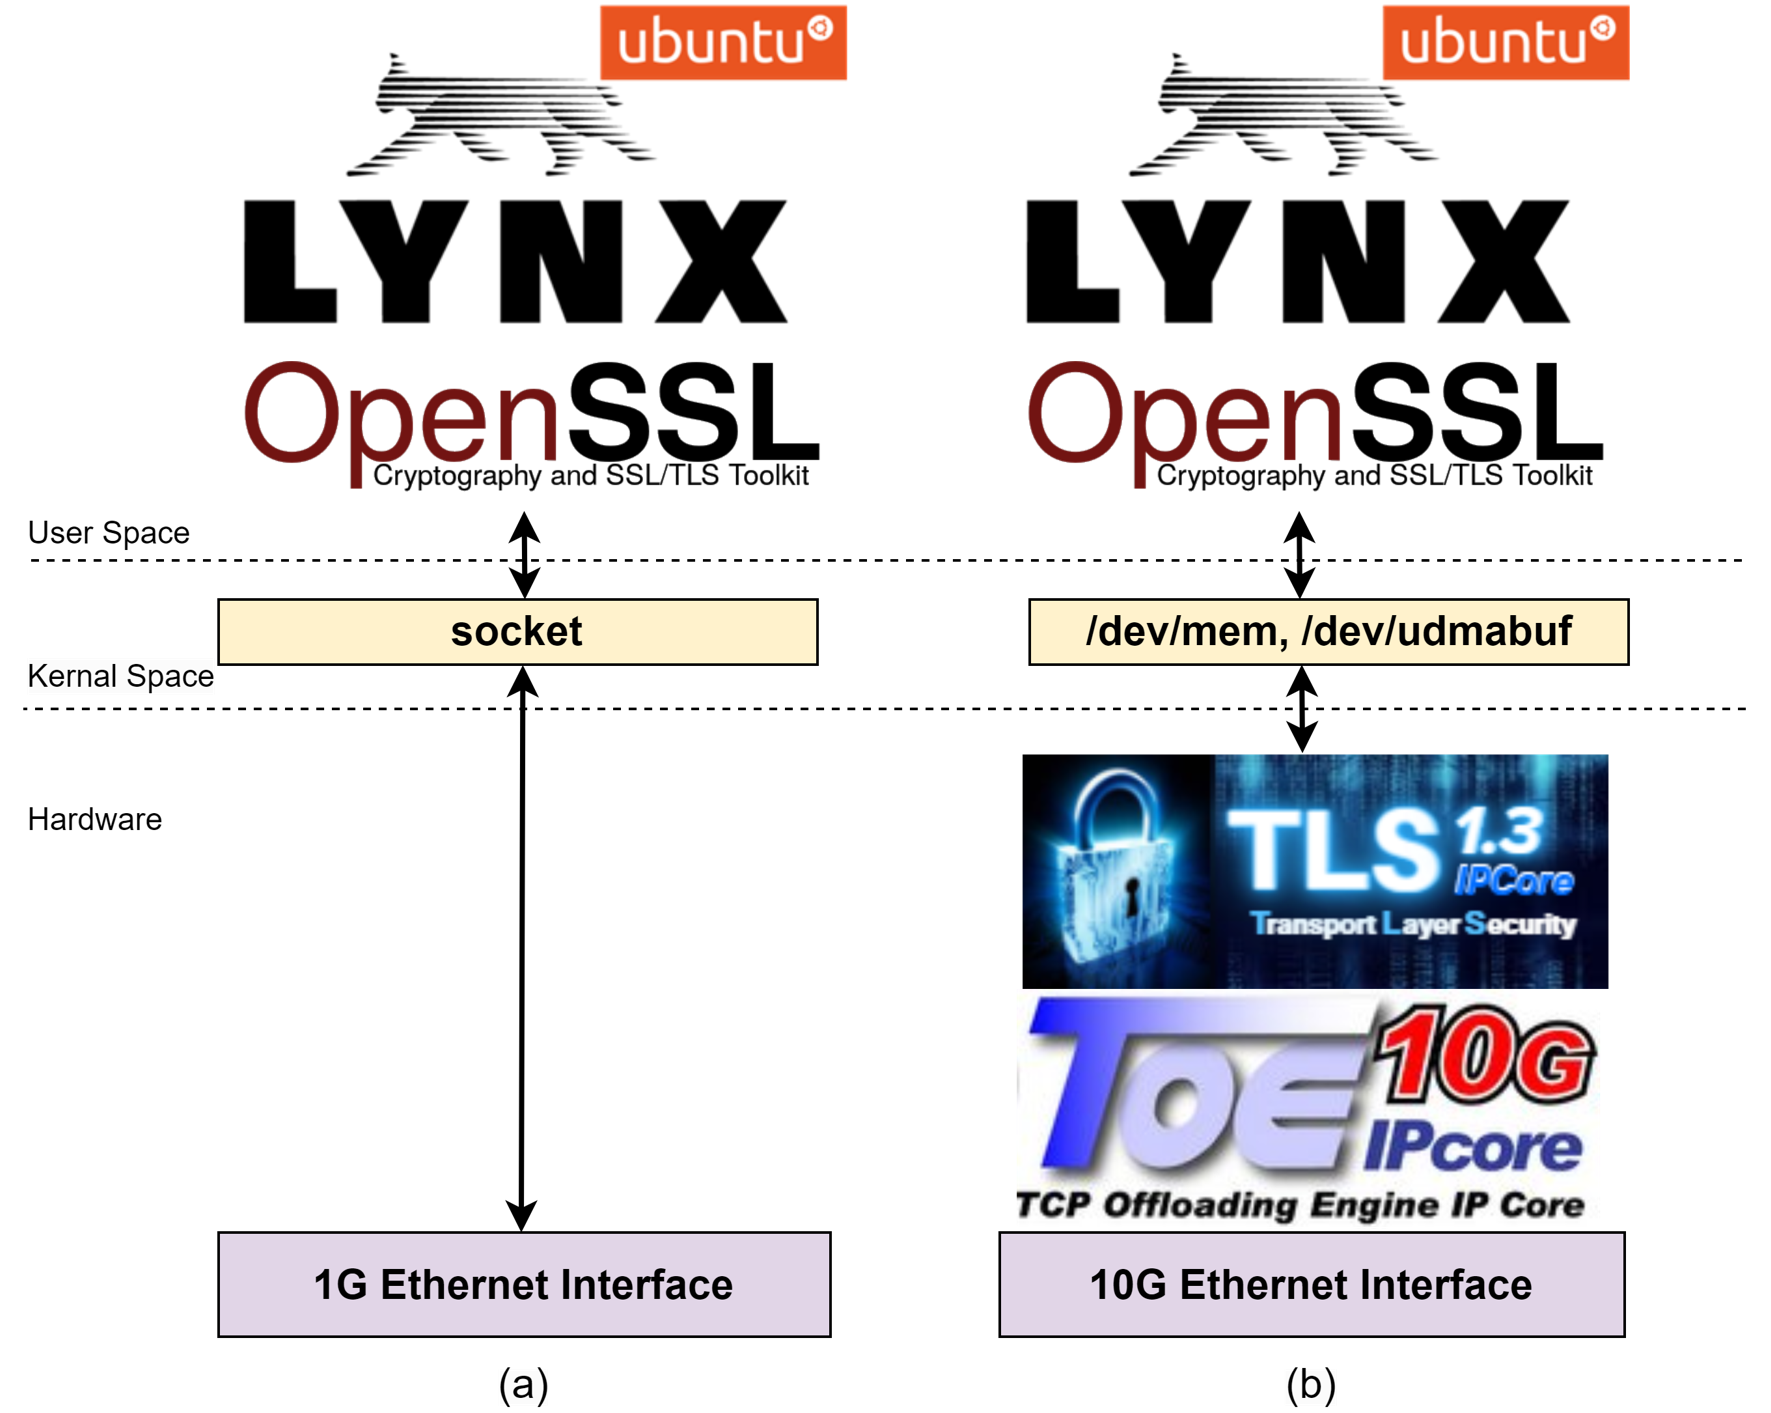 ubuntu
ubuntu
LYNX
LYNX
OpenSSL
Cryptography and SSL/TLS Toolkit
OpenSSL
Cryptography and SSL/TLS Toolkit
User Space
socket
/dev/mem, /dev/udmabuf
Kernal Space
Hardware
TLS 1.3
IPCore
Transport Layer Security
TOE 10G
IPcore
TCP Offloading Engine IP Core
1G Ethernet Interface
10G Ethernet Interface
(a)
(b)